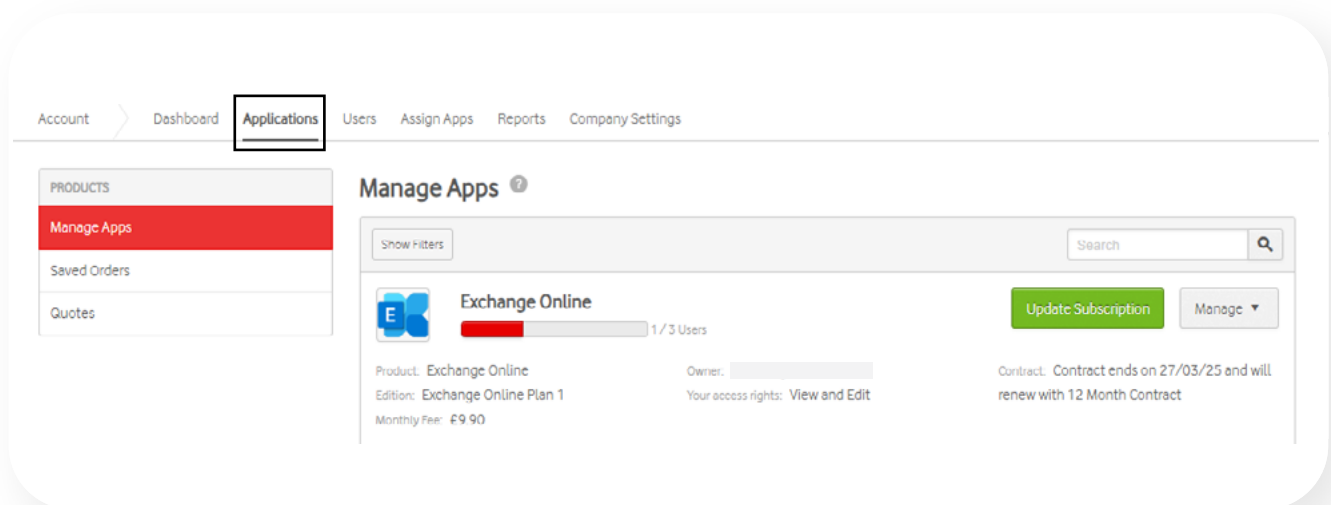 Account Dashboard Applications Users Assign Apps Reports Company Settings
PRODUCTS
Manage Apps
Saved Orders
Quotes
Manage Apps ?
Show Filters
Search
E
Exchange Online
1 / 3 Users
Update Subscription
Manage
Product: Exchange Online
Edition: Exchange Online Plan 1
Monthly Fee: £9.90
Owner:
Your access rights: View and Edit
Contract: Contract ends on 27/03/25 and will
renew with 12 Month Contract